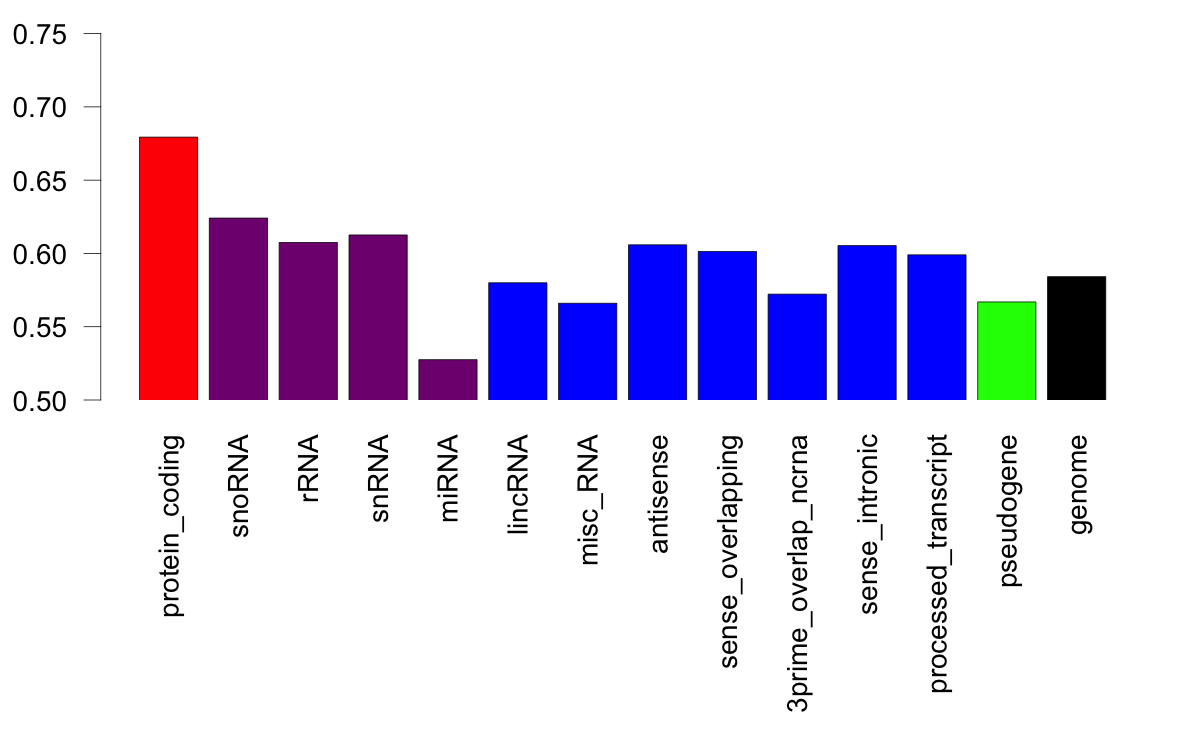 0.75
0.70
0.65
0.60
0.55
0.50
protein_coding
snoRNA
rRNA
snRNA
miRNA
lincRNA
misc_RNA
antisense
sense_overlapping
3prime_overlap_ncrna
sense_intronic
processed_transcript
pseudogene
genome